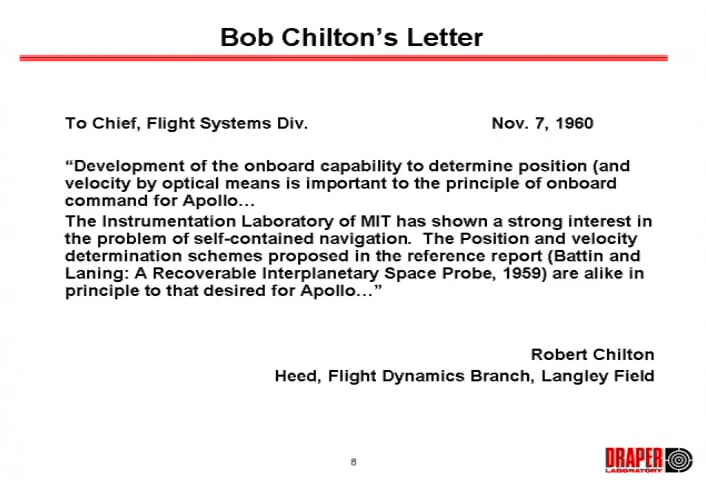 Bob Chilton's Letter
To Chief, Flight Systems Div. Nov. 7, 1960
“Development of the onboard capability to determine position (and
velocity by optical means is important to the principle of onboard
command for Apollo…
The Instrumentation Laboratory of MIT has shown a strong interest in
the problem of self-contained navigation. The Position and velocity
determination schemes proposed in the reference report (Battin and
Laning: A Recoverable Interplanetary Space Probe, 1959) are alike in
principle to that desired for Apollo…”
Robert Chilton
Heed, Flight Dynamics Branch, Langley Field
8
DRAPER
LABORATORY